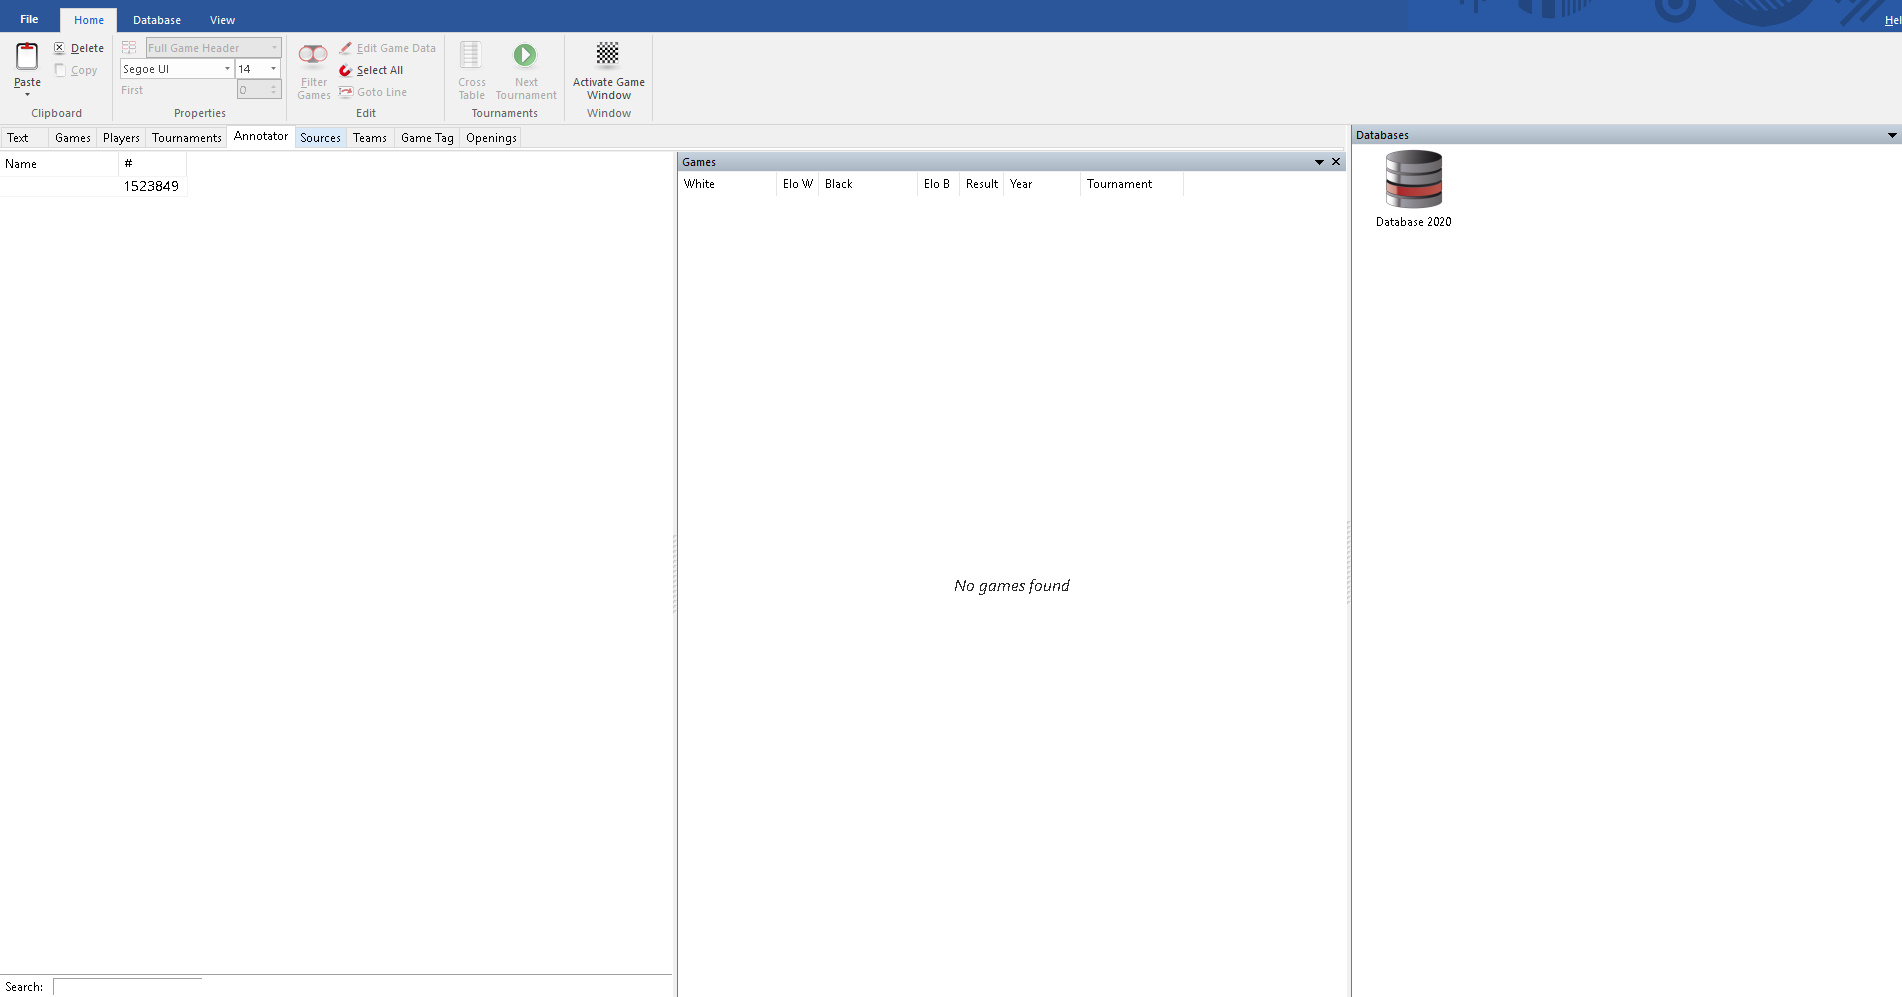 File Home Database View Hel
Paste
Delete
Copy
Clipboard
Full Game Header
Segoe UI 14
First 0
Properties
Filter Games
Edit Game Data
Select All
Goto Line
Edit
Cross Table
Next Tournament
Tournaments
Activate Game Window
Window
Text Games Players Tournaments Annotator Sources Teams Game Tag Openings
Name #
1523849
Search:
Games
White Elo W Black Elo B Result Year Tournament
No games found
Databases
Database 2020